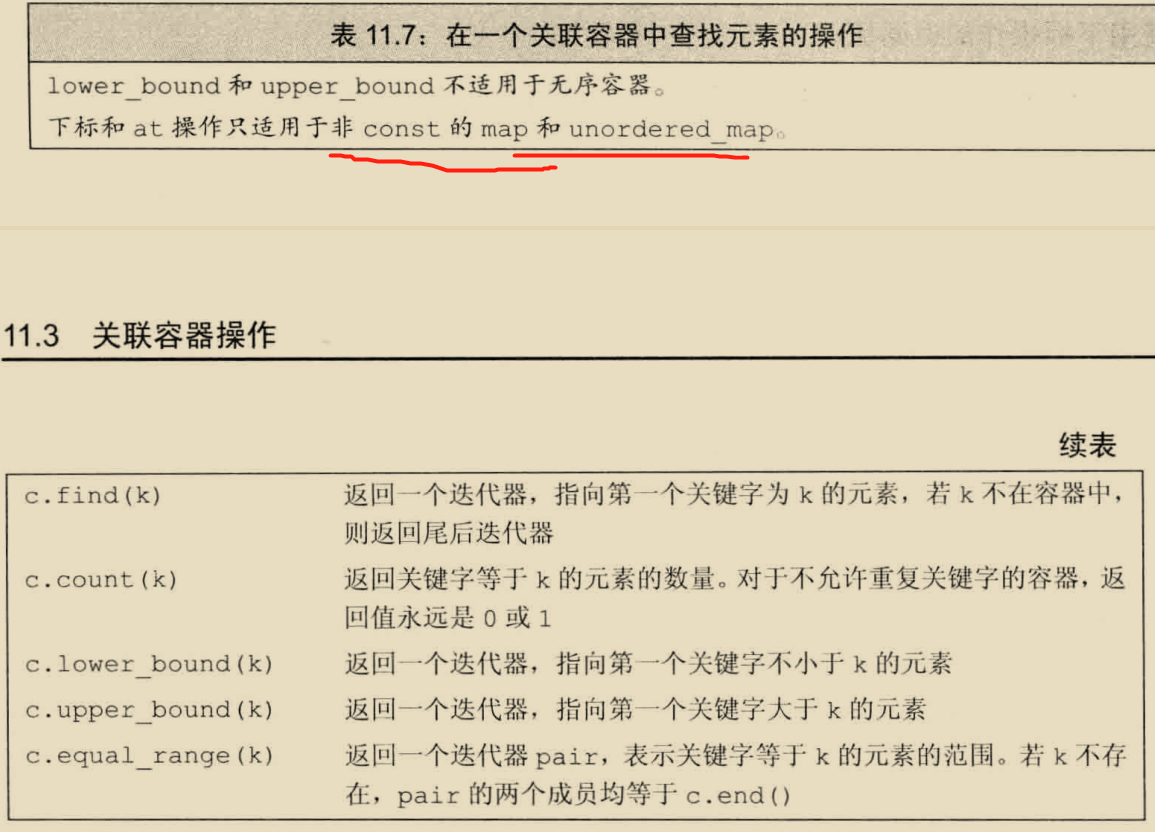 表 11.7：在一个关联容器中查找元素的操作
lower_bound 和 upper_bound 不适用于无序容器。
下标和 at 操作只适用于非 const 的 map 和 unordered_map。
11.3 关联容器操作
续表
c.find(k) 返回一个迭代器，指向第一个关键字为 k 的元素，若 k 不在容器中，
则返回尾后迭代器
c.count(k) 返回关键字等于 k 的元素的数量。对于不允许重复关键字的容器，返
回值永远是 0 或 1
c.lower_bound(k) 返回一个迭代器，指向第一个关键字不小于 k 的元素
c.upper_bound(k) 返回一个迭代器，指向第一个关键字大于 k 的元素
c.equal_range(k) 返回一个迭代器 pair，表示关键字等于 k 的元素的范围。若 k 不存
在，pair 的两个成员均等于 c.end()